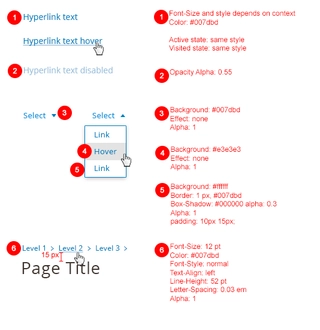 1 Hyperlink text
Hyperlink text hover
2 Hyperlink text disabled
Select 3 Select
Link
4 Hover
5 Link
6 Level 1 > Level 2 > Level 3 >
15 px
Page Title
1 Font-Size and style depends on context
Color: #007dbd
Active state: same style
Visited state: same style
2 Opacity Alpha: 0.55
3 Background: #007dbd
Effect: none
Alpha: 1
4 Background: #e3e3e3
Effect: none
Alpha: 1
5 Background: #ffffff
Border: 1 px, #007dbd
Box-Shadow: #000000 alpha: 0.3
Alpha: 1
padding: 10px 15px;
6 Font-Size: 12 pt
Color: #007dbd
Font-Style: normal
Text-Align: left
Line-Height: 52 pt
Letter-Spacing: 0.03 em
Alpha: 1